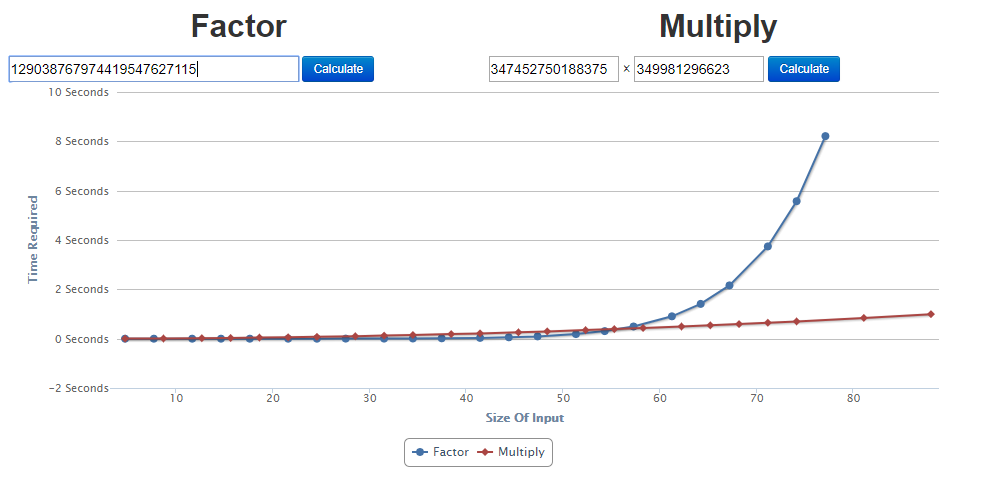 Factor Multiply
129038767974419547627115 Calculate 347452750188375 × 349981296623 Calculate
10 Seconds
8 Seconds
6 Seconds
4 Seconds
2 Seconds
0 Seconds
-2 Seconds
Time Required
10 20 30 40 50 60 70 80
Size Of Input
Factor Multiply